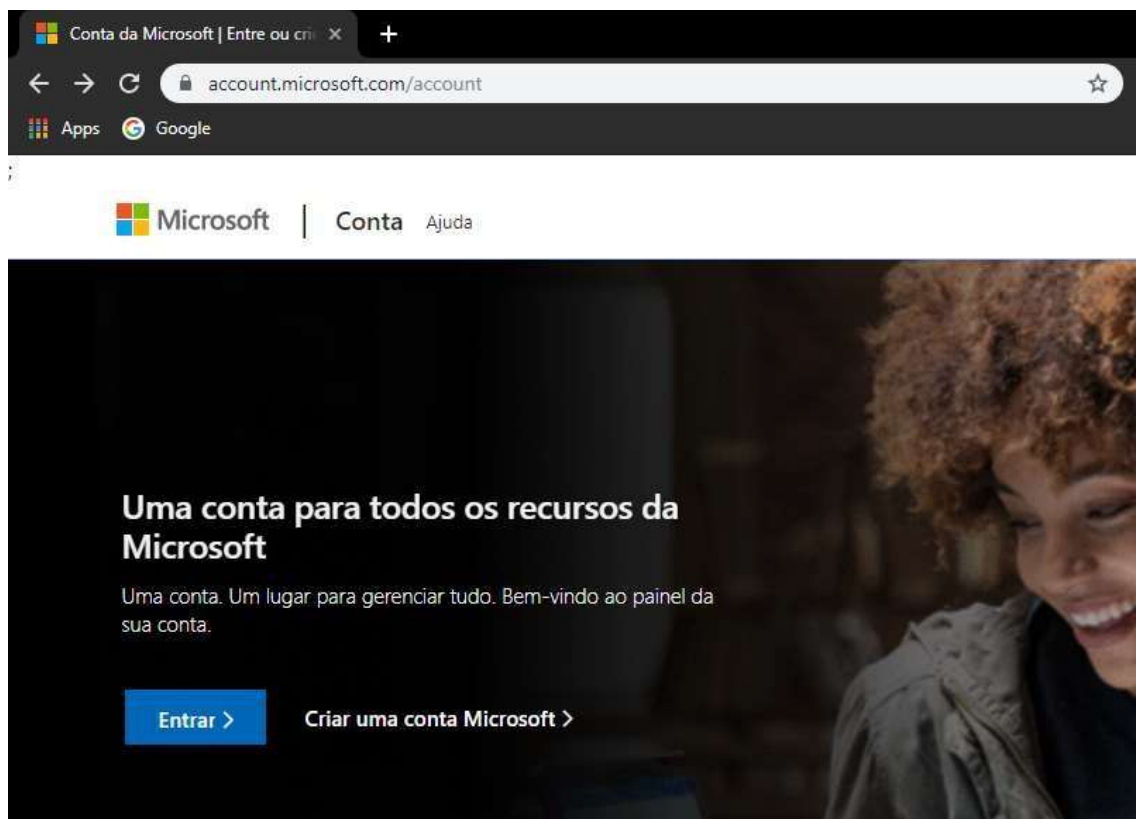 Conta da Microsoft | Entre ou cri
account.microsoft.com/account
Apps Google
;
Microsoft | Conta Ajuda
Uma conta para todos os recursos da
Microsoft
Uma conta. Um lugar para gerenciar tudo. Bem-vindo ao painel da
sua conta.
Entrar > Criar uma conta Microsoft >